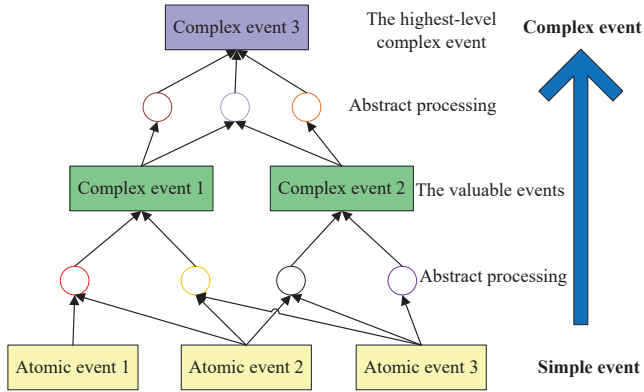 Complex event 3
The highest-level
complex event
Complex event
Abstract processing
Complex event 1
Complex event 2
The valuable events
Abstract processing
Atomic event 1
Atomic event 2
Atomic event 3
Simple event